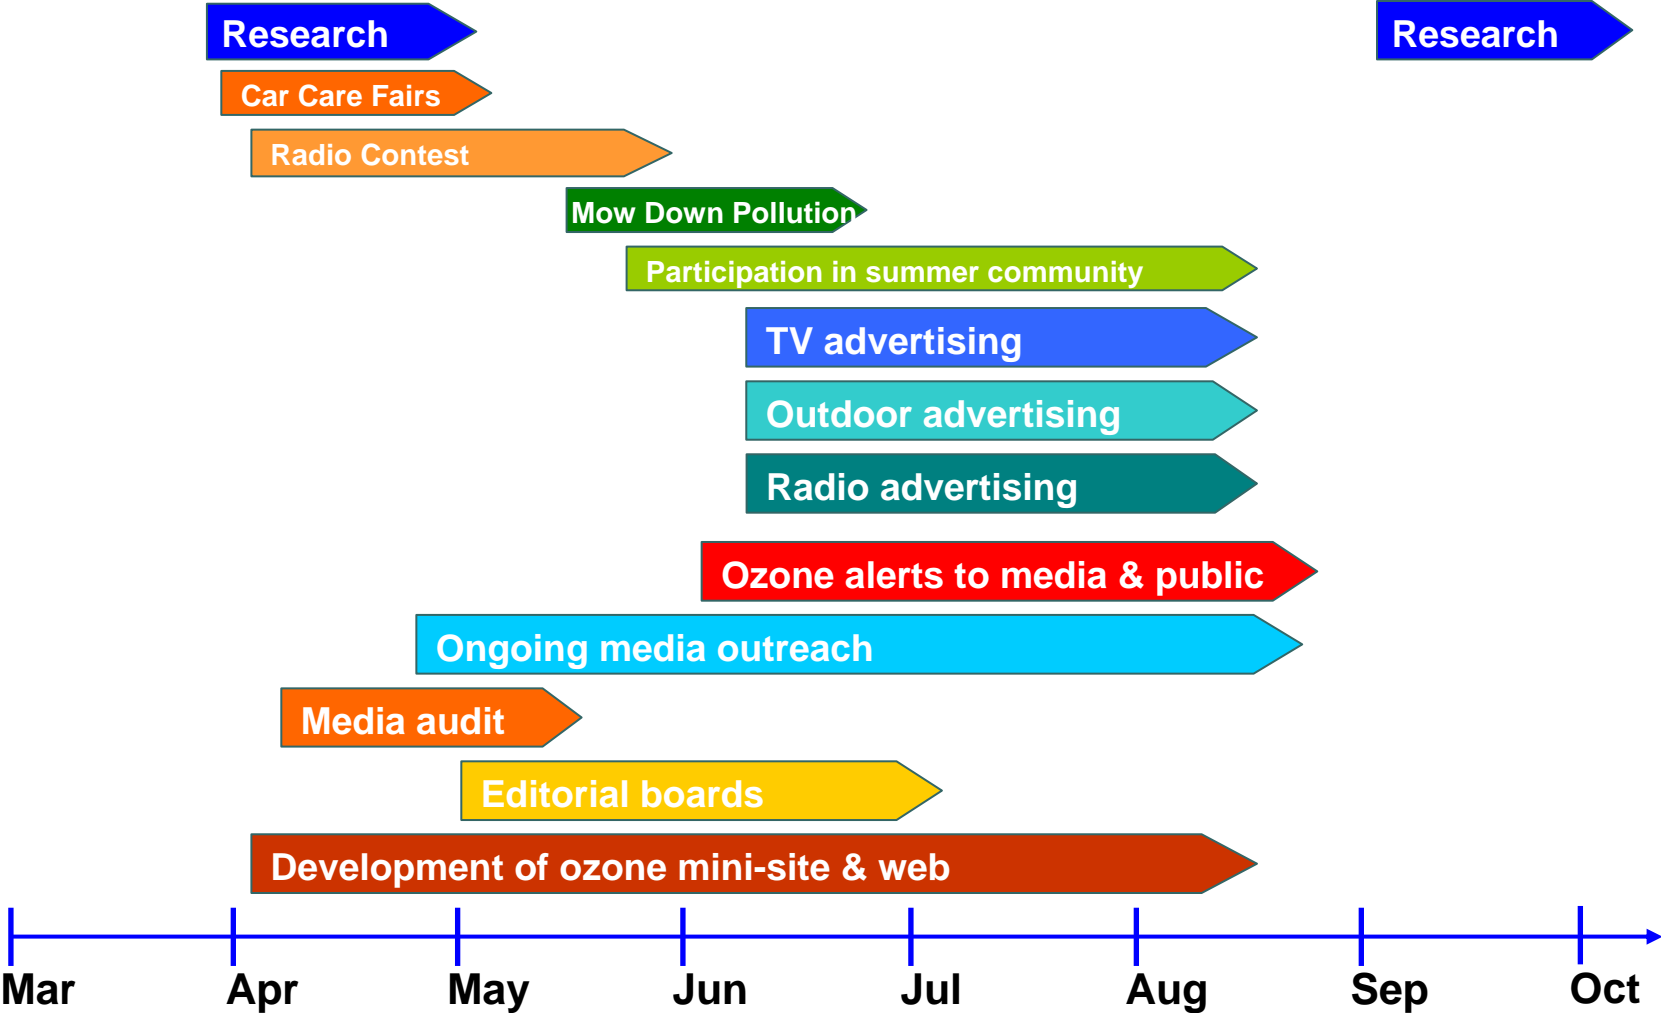 Research
Research
Car Care Fairs
Radio Contest
Mow Down Pollution
Participation in summer community
TV advertising
Outdoor advertising
Radio advertising
Ozone alerts to media & public
Ongoing media outreach
Media audit
Editorial boards
Development of ozone mini-site & web
Mar Apr May Jun Jul Aug Sep Oct